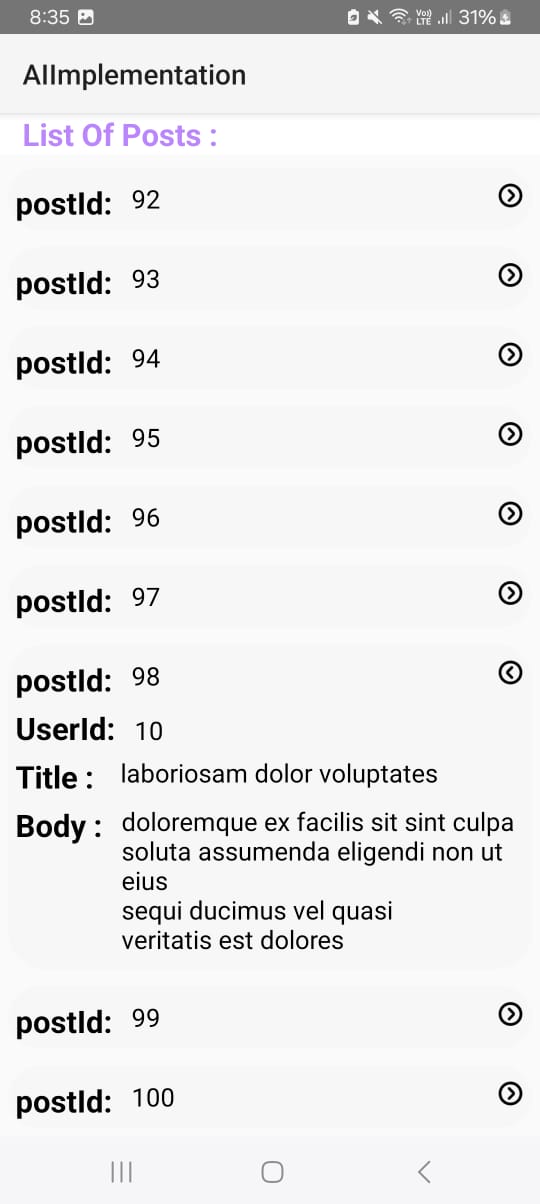 8:35 Vo)) LTE 31%
AIImplementation
List Of Posts :
postId: 92
postId: 93
postId: 94
postId: 95
postId: 96
postId: 97
postId: 98
UserId: 10
Title : laboriosam dolor voluptates
Body : doloremque ex facilis sit sint culpa
soluta assumenda eligendi non ut
eius
sequi ducimus vel quasi
veritatis est dolores
postId: 99
postId: 100